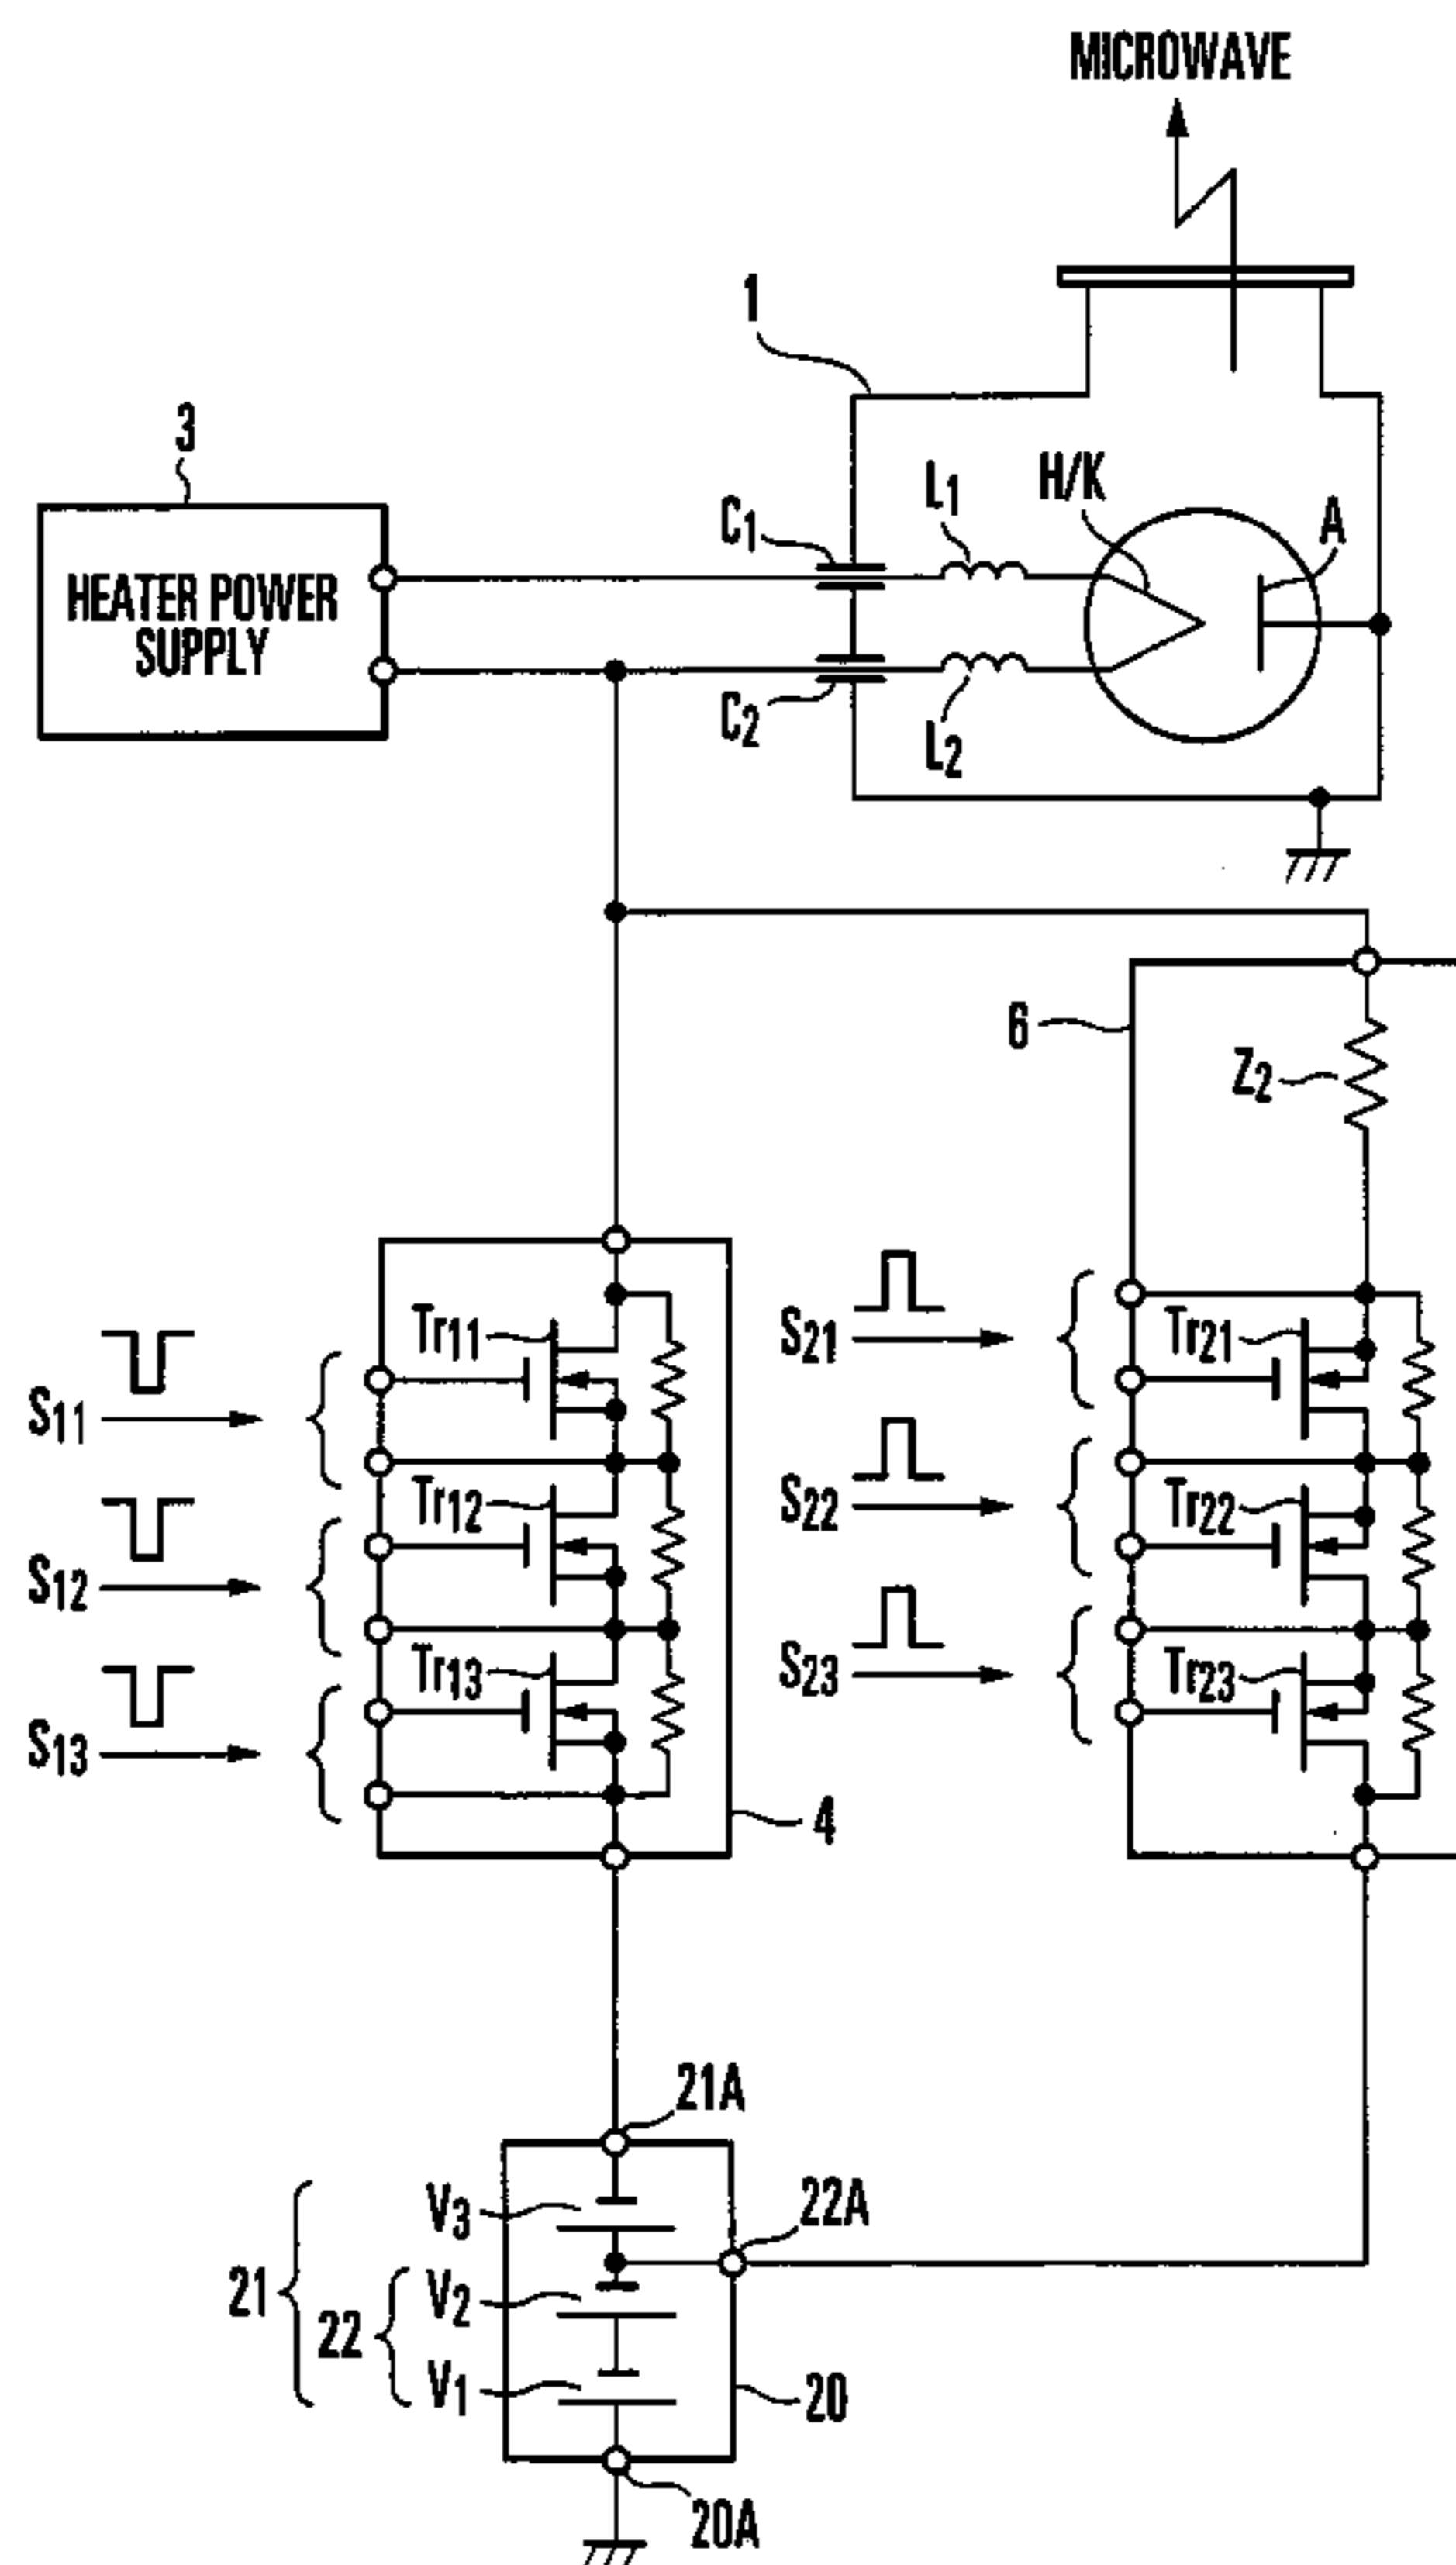 MICROWAVE
1
3
HEATER POWER
SUPPLY
C1
L1
H/K
A
C2
L2
6
Z2
S11
Tr11
S21
Tr21
S12
Tr12
S22
Tr22
S13
Tr13
S23
Tr23
4
21A
V3
22A
21
22
V2
V1
20
20A